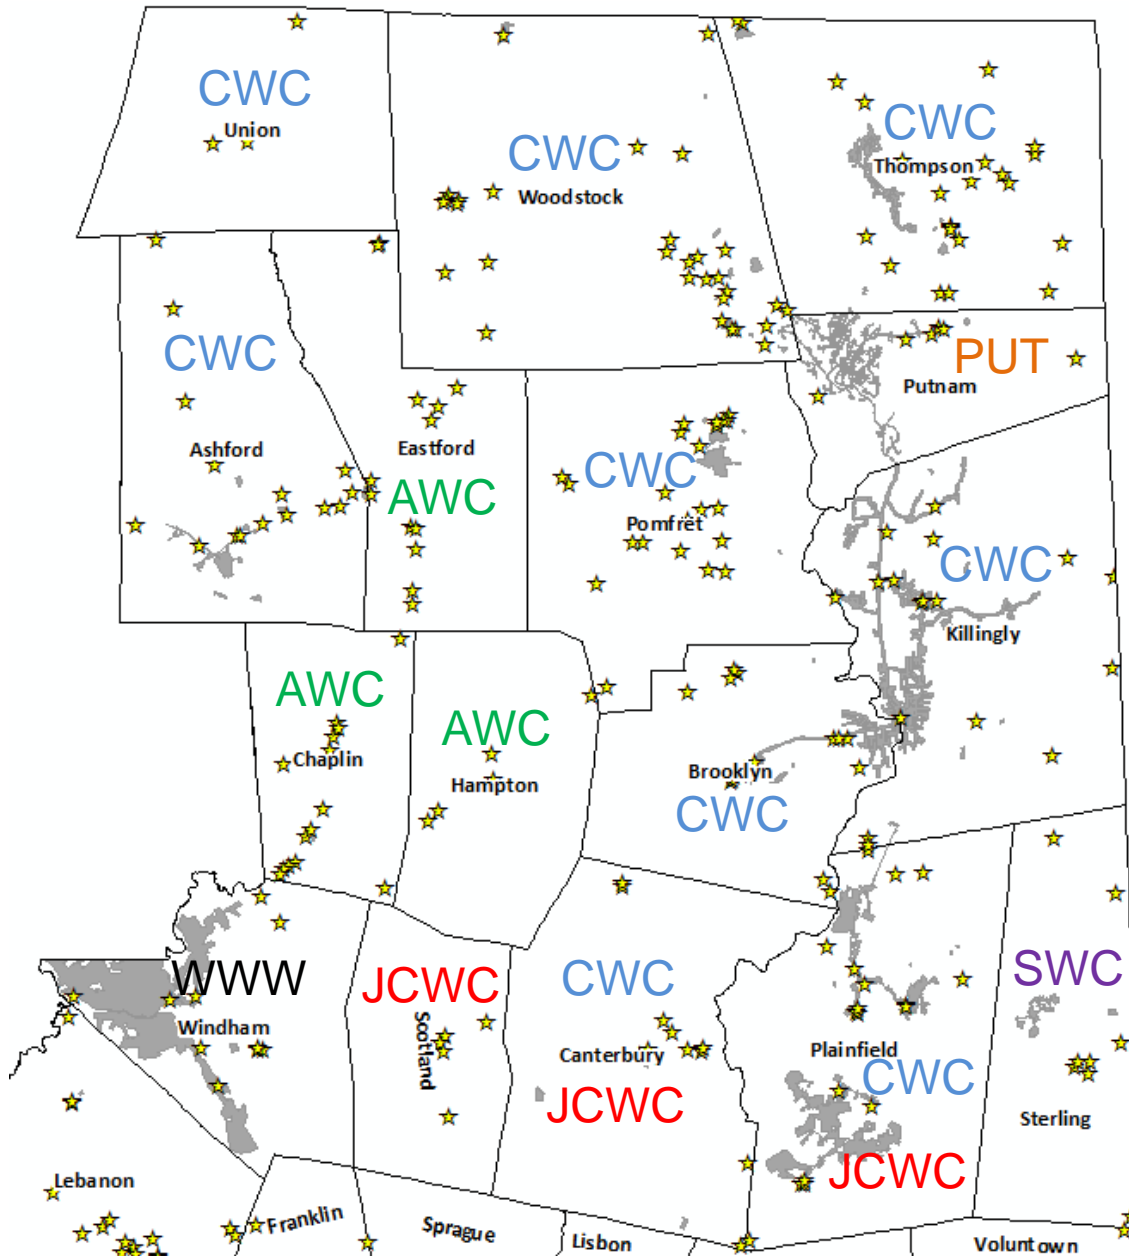 CWC
Union
CWC
Woodstock
CWC
Thompson
CWC
Ashford
Eastford
AWC
CWC
Pomfret
PUT
Putnam
CWC
Killingly
AWC
Chaplin
AWC
Hampton
Brooklyn
CWC
WWW
Windham
JCWC
Scotland
CWC
Canterbury
JCWC
Plainfield
CWC
JCWC
SWC
Sterling
Lebanon
Franklin
Sprague
Lisbon
Voluntown